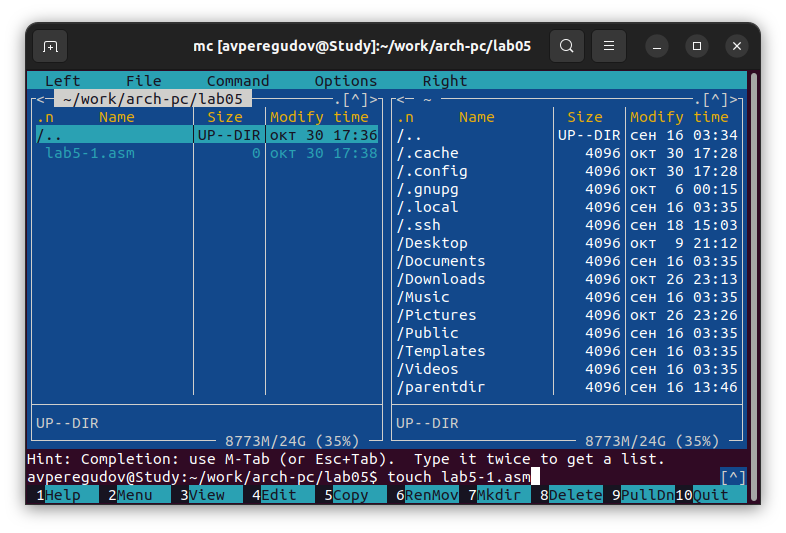 mc [avperegudov@Study]:~/work/arch-pc/lab05
Left File Command Options Right
<─ ~/work/arch-pc/lab05 .[^]>
.n Name Size Modify time
/.. UP--DIR окт 30 17:36
lab5-1.asm 0 окт 30 17:38
UP--DIR
8773M/24G (35%)
<─ ~ .[^]>
.n Name Size Modify time
/.. UP--DIR сен 16 03:34
/.cache 4096 окт 30 17:28
/.config 4096 окт 30 17:28
/.gnupg 4096 окт 6 00:15
/.local 4096 сен 16 03:35
/.ssh 4096 сен 18 15:03
/Desktop 4096 окт 9 21:12
/Documents 4096 сен 16 03:35
/Downloads 4096 окт 26 23:13
/Music 4096 сен 16 03:35
/Pictures 4096 окт 26 23:26
/Public 4096 сен 16 03:35
/Templates 4096 сен 16 03:35
/Videos 4096 сен 16 03:35
/parentdir 4096 сен 16 13:46
UP--DIR
8773M/24G (35%)
Hint: Completion: use M-Tab (or Esc+Tab). Type it twice to get a list.
avperegudov@Study:~/work/arch-pc/lab05$ touch lab5-1.asm [^]
1Help 2Menu 3View 4Edit 5Copy 6RenMov 7Mkdir 8Delete 9PullDn 10Quit